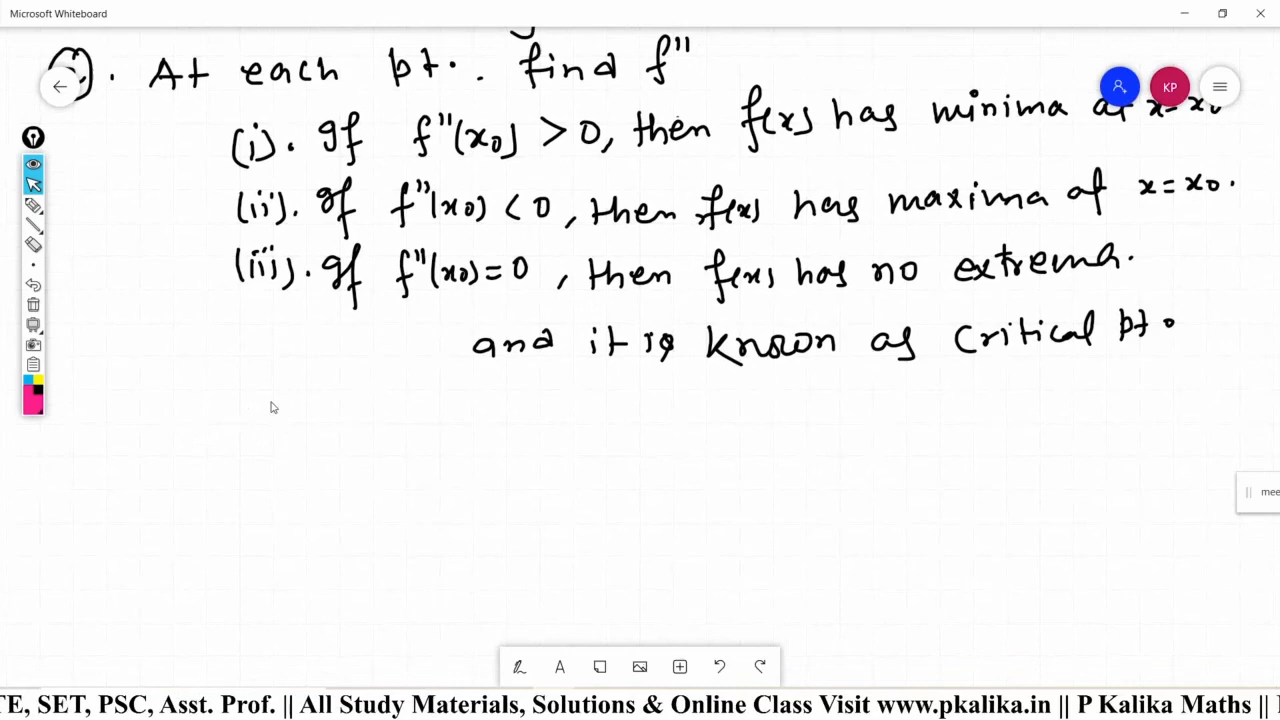 Microsoft Whiteboard
. At each pt. . find f"
(i). If f"(x0) > 0, then f(x) has minima at x=x0
KP
(ii). If f"(x0) < 0, then f(x) has maxima at x=x0.
(iii). If f"(x0)=0, then f(x) has no extrema.
and it is known as critical pt.
mee
TE, SET, PSC, Asst. Prof. || All Study Materials, Solutions & Online Class Visit www.pkalika.in || P Kalika Maths ||